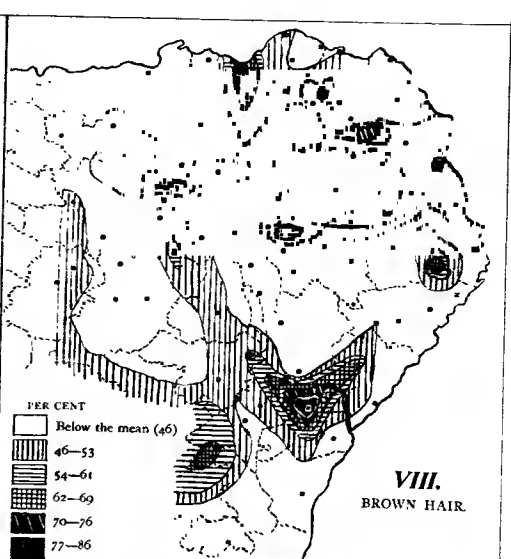 PER CENT
Below the mean (46)
46—53
54—61
62—69
70—76
77—86
VIII.
BROWN HAIR.